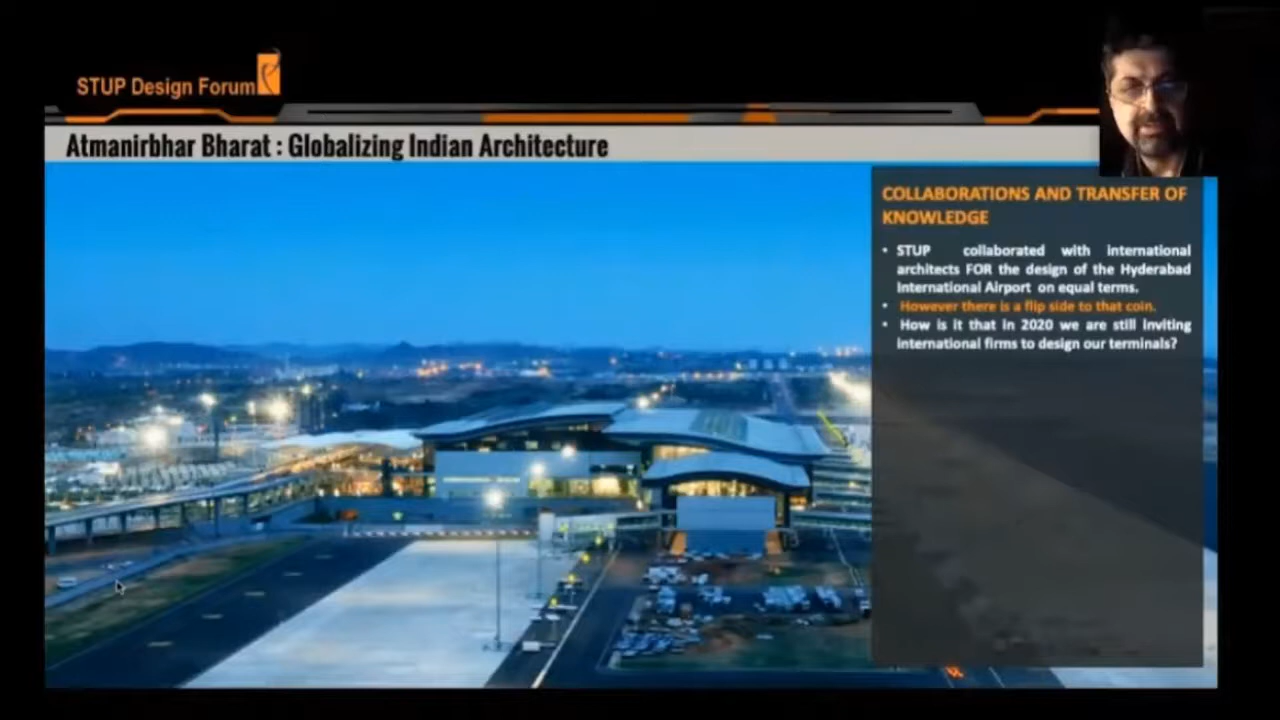 STUP Design Forum
Atmanirbhar Bharat : Globalizing Indian Architecture
COLLABORATIONS AND TRANSFER OF
KNOWLEDGE
• STUP collaborated with international
architects FOR the design of the Hyderabad
International Airport on equal terms.
• However there is a flip side to that coin.
• How is it that in 2020 we are still inviting
international firms to design our terminals?